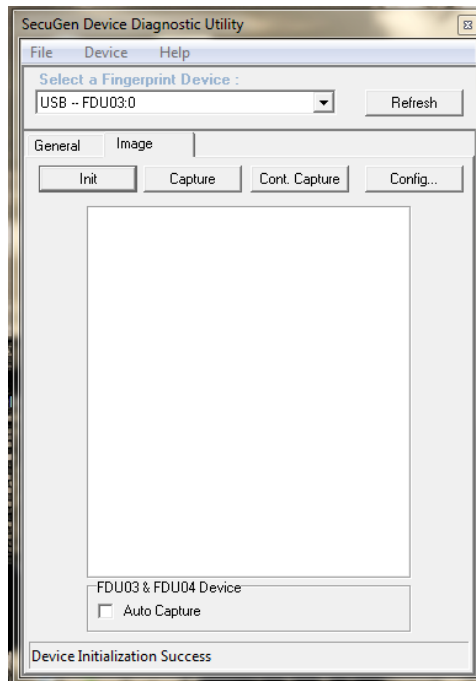 SecuGen Device Diagnostic Utility
File Device Help
Select a Fingerprint Device :
USB -- FDU03:0 Refresh
General Image
Init Capture Cont. Capture Config...
FDU03 & FDU04 Device
Auto Capture
Device Initialization Success